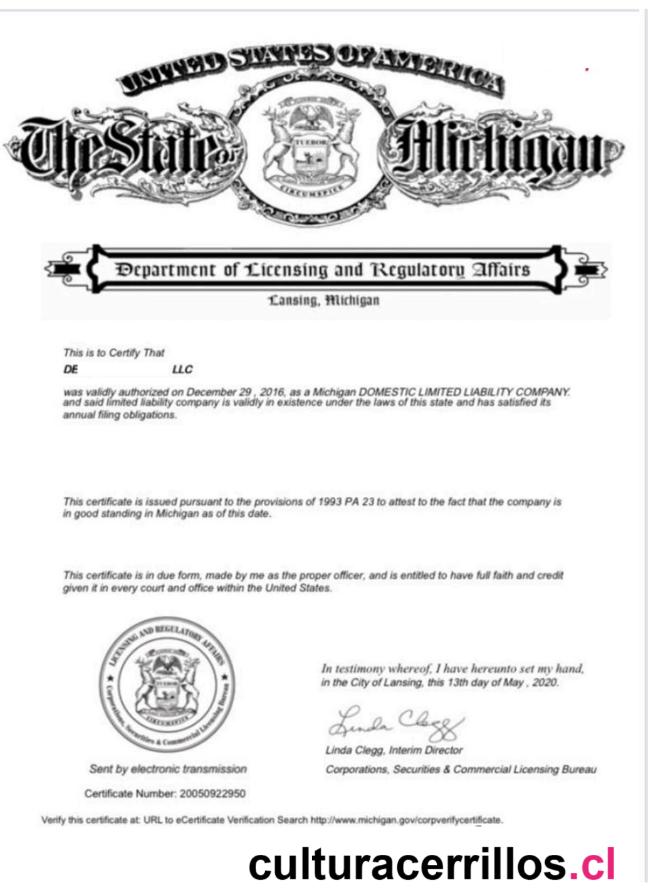 UNITED STATES OF AMERICA
The State of Michigan
TUEBOR
CIRCUMSPICE
Department of Licensing and Regulatory Affairs
Lansing, Michigan
This is to Certify That
DE LLC
was validly authorized on December 29 , 2016, as a Michigan DOMESTIC LIMITED LIABILITY COMPANY.
and said limited liability company is validly in existence under the laws of this state and has satisfied its
annual filing obligations.
This certificate is issued pursuant to the provisions of 1993 PA 23 to attest to the fact that the company is
in good standing in Michigan as of this date.
This certificate is in due form, made by me as the proper officer, and is entitled to have full faith and credit
given it in every court and office within the United States.
LICENSING AND REGULATORY AFFAIRS
Corporations, Securities & Commercial Licensing Bureau
TUEBOR
CIRCUMSPICE
In testimony whereof, I have hereunto set my hand,
in the City of Lansing, this 13th day of May , 2020.
Linda Clegg
Linda Clegg, Interim Director
Sent by electronic transmission
Corporations, Securities & Commercial Licensing Bureau
Certificate Number: 20050922950
Verify this certificate at: URL to eCertificate Verification Search http://www.michigan.gov/corpverifycertificate.
culturacerrillos.cl